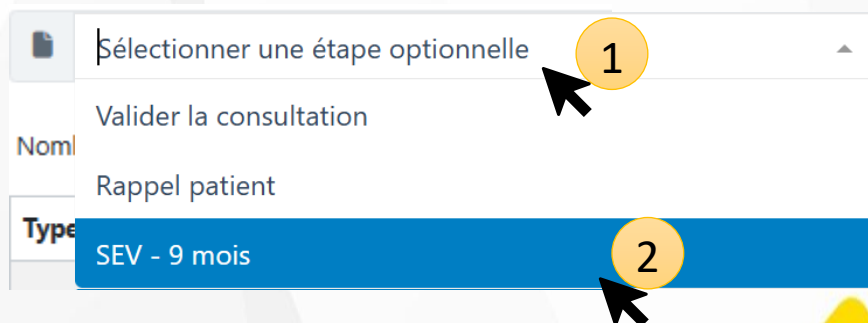 Sélectionner une étape optionnelle 1
Valider la consultation
Rappel patient
SEV - 9 mois 2